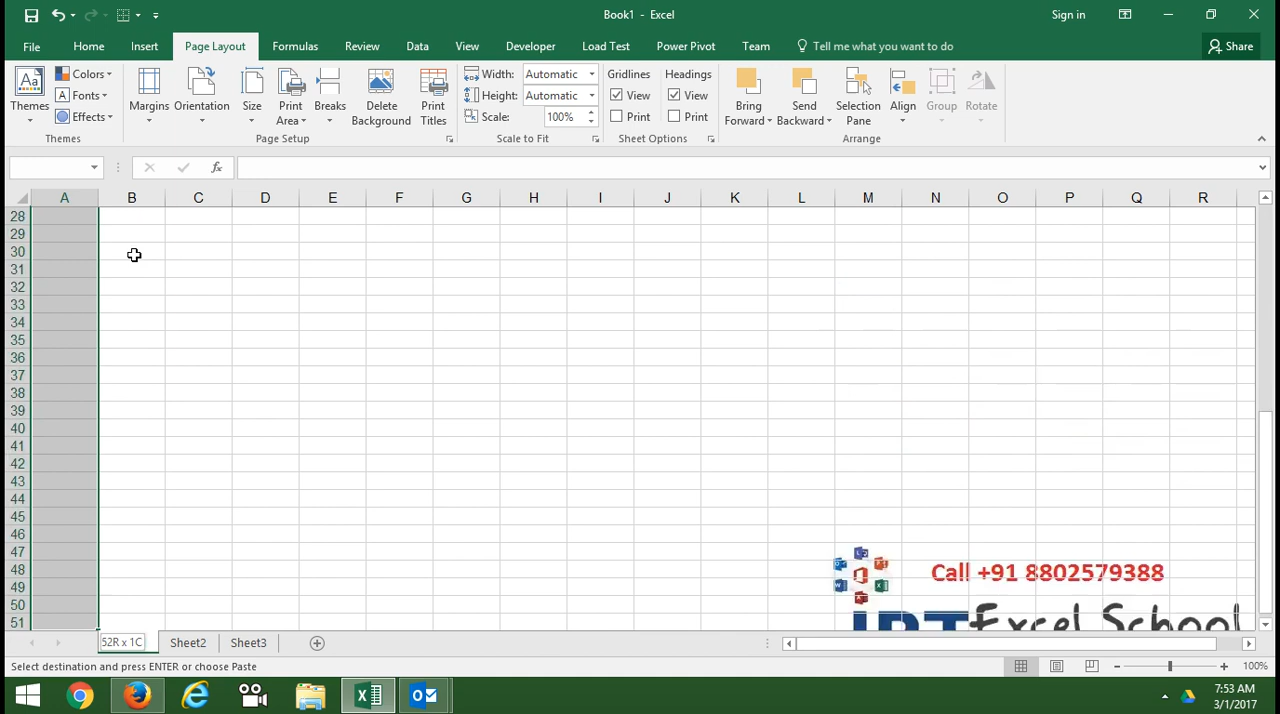 Book1 - Excel
Sign in
File Home Insert Page Layout Formulas Data Review View Developer Load Test Power Pivot Team Tell me what you want to do Share
Colors
Fonts
Effects
Themes
Themes
Margins Orientation Size Print Area Breaks Delete Background Print Titles
Page Setup
Width: Automatic
Height: Automatic
Scale: 100%
Scale to Fit
Gridlines Headings
View View
Print Print
Sheet Options
Bring Forward Send Backward Selection Pane Align Group Rotate
Arrange
fx
A B C D E F G H I J K L M N O P Q R
28
29
30
31
32
33
34
35
36
37
38
39
40
41
42
43
44
45
46
47
48
49
50
51
Call +91 8802579388
IPT Excel School
52R x 1C Sheet2 Sheet3
Select destination and press ENTER or choose Paste
100%
7:53 AM
3/1/2017